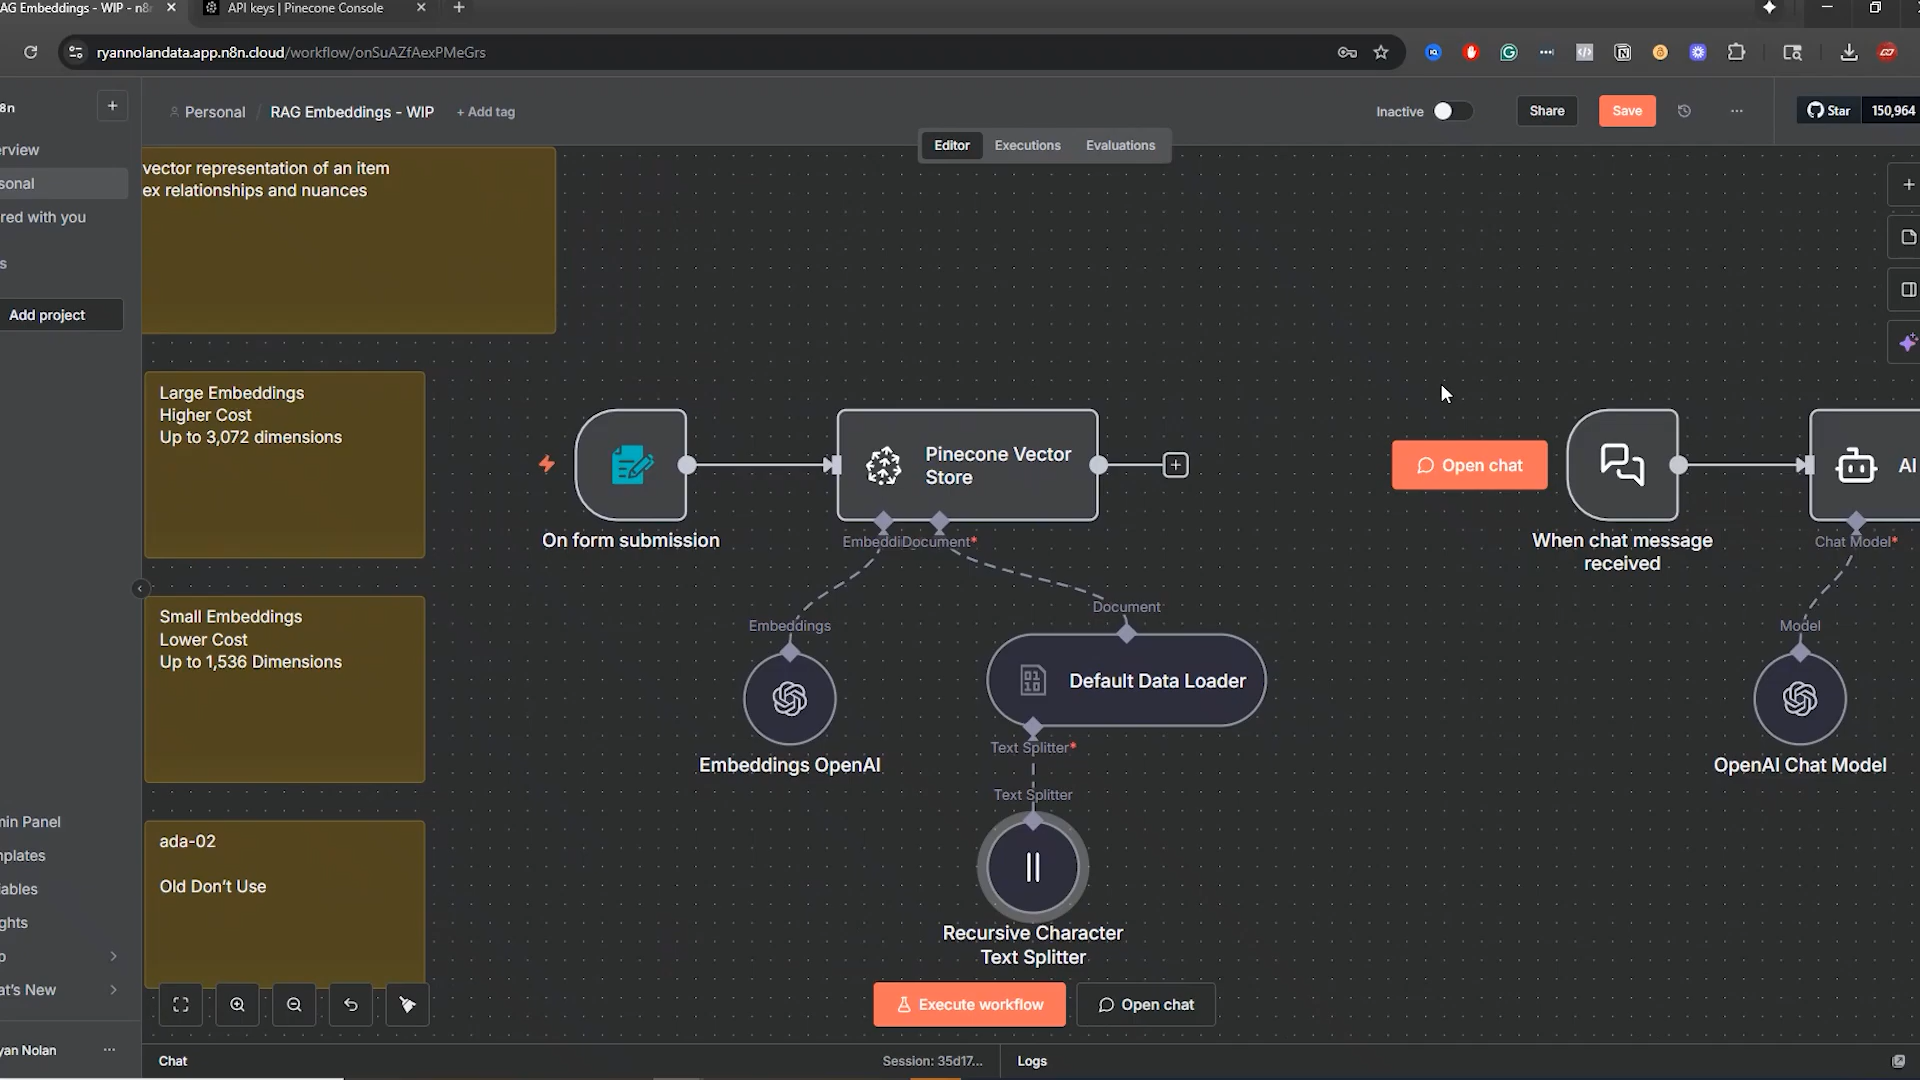 AG Embeddings - WIP - n8
API keys | Pinecone Console
ryannolandata.app.n8n.cloud/workflow/onSuAZfAexPMeGrs
8n
Personal / RAG Embeddings - WIP + Add tag
Inactive
Share
Save
Star 150,964
Editor
Executions
Evaluations
erview
sonal
red with you
s
Add project
vector representation of an item
ex relationships and nuances
Large Embeddings
Higher Cost
Up to 3,072 dimensions
Small Embeddings
Lower Cost
Up to 1,536 Dimensions
ada-02
Old Don't Use
On form submission
Pinecone Vector
Store
Embeddi
Document*
Embeddings
Embeddings OpenAI
Document
Default Data Loader
Text Splitter*
Text Splitter
Recursive Character
Text Splitter
Open chat
When chat message
received
AI
Chat Model*
Model
OpenAI Chat Model
min Panel
mplates
iables
ghts
p
at's New
yan Nolan
Execute workflow
Open chat
Chat
Session: 35d17...
Logs